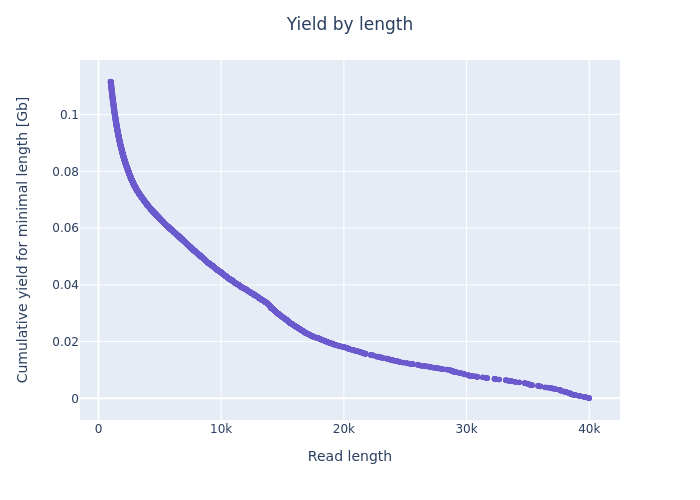 Yield by length
Cumulative yield for minimal length [Gb]
0.1
0.08
0.06
0.04
0.02
0
0 10k 20k 30k 40k
Read length